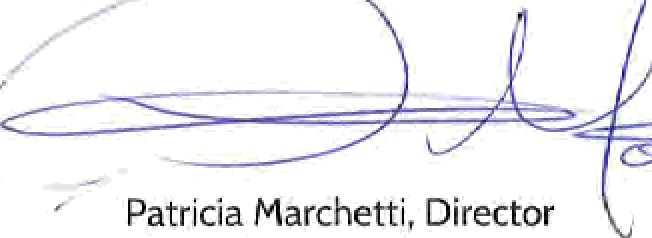 Patricia Marchetti, Director